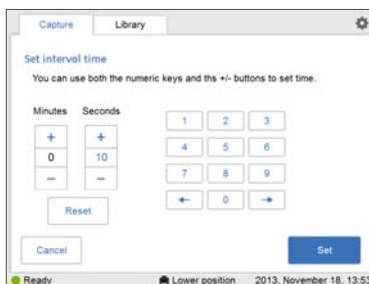 Capture Library
Set interval time
You can use both the numeric keys and ths +/- buttons to set time.
Minutes Seconds
+ + 1 2 3
0 10 4 5 6
− − 7 8 9
Reset ← 0 →
Cancel Set
Ready Lower position 2013, November 18, 13:53